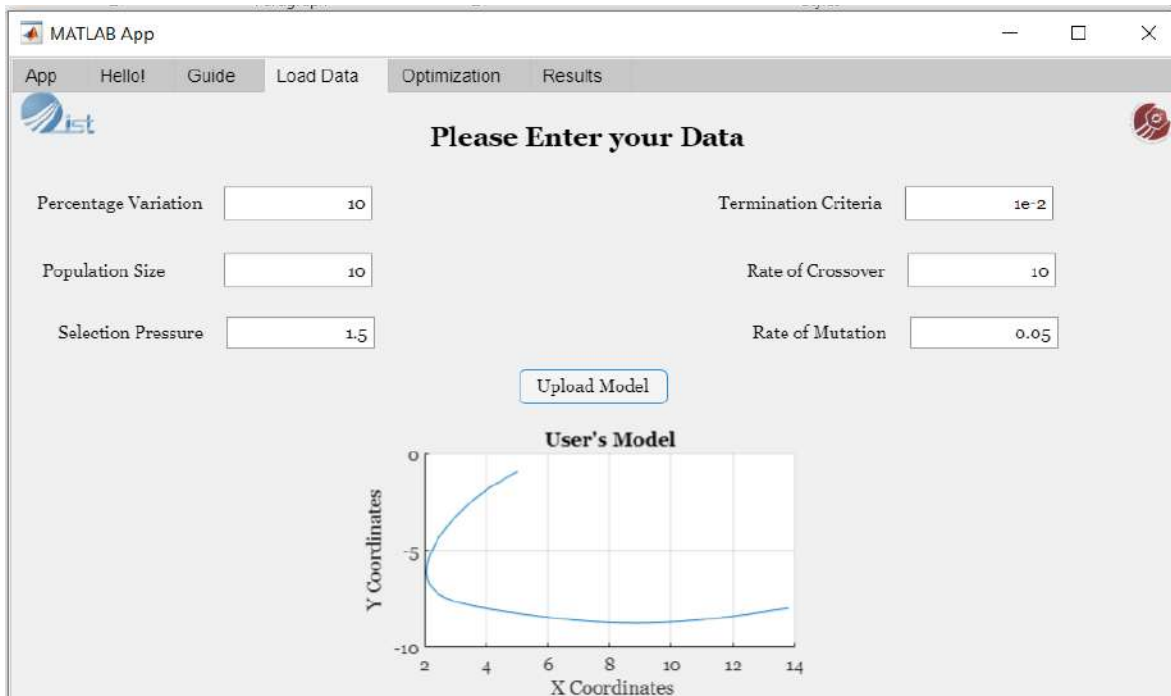 MATLAB App
App Hello! Guide Load Data Optimization Results
ist
Please Enter your Data
Percentage Variation 10 Termination Criteria 1e-2
Population Size 10 Rate of Crossover 10
Selection Pressure 1.5 Rate of Mutation 0.05
Upload Model
User's Model
Y Coordinates
0
-5
-10
2 4 6 8 10 12 14
X Coordinates